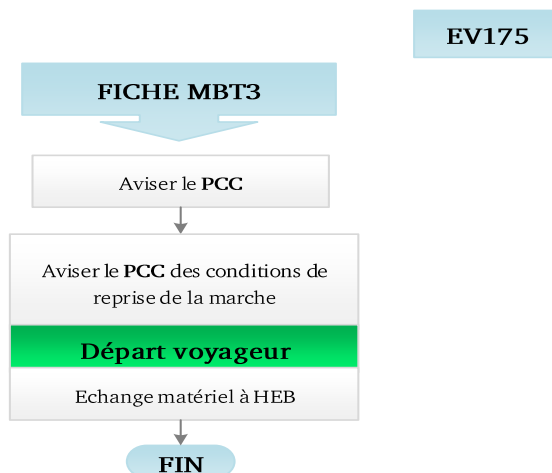 EV175
FICHE MBT3
Aviser le PCC
Aviser le PCC des conditions de
reprise de la marche
Départ voyageur
Echange matériel à HEB
FIN